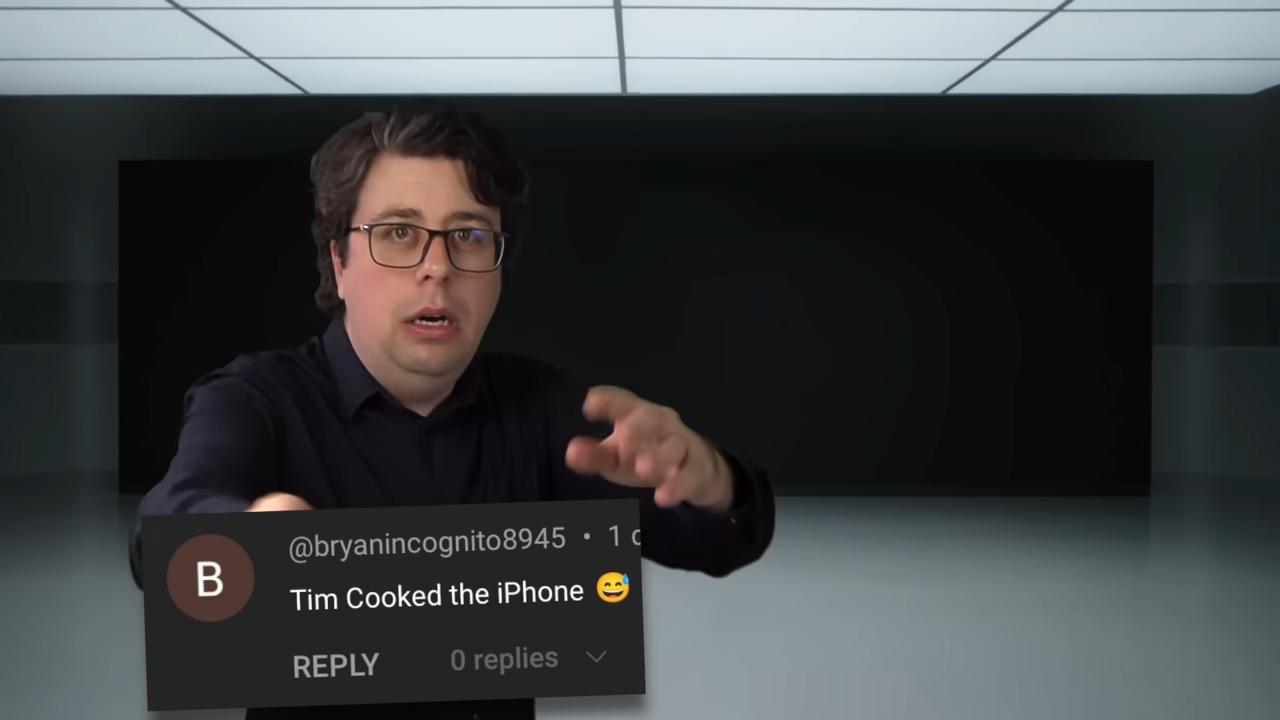 B
@bryanincognito8945 • 1 d
Tim Cooked the iPhone 😅
REPLY 0 replies